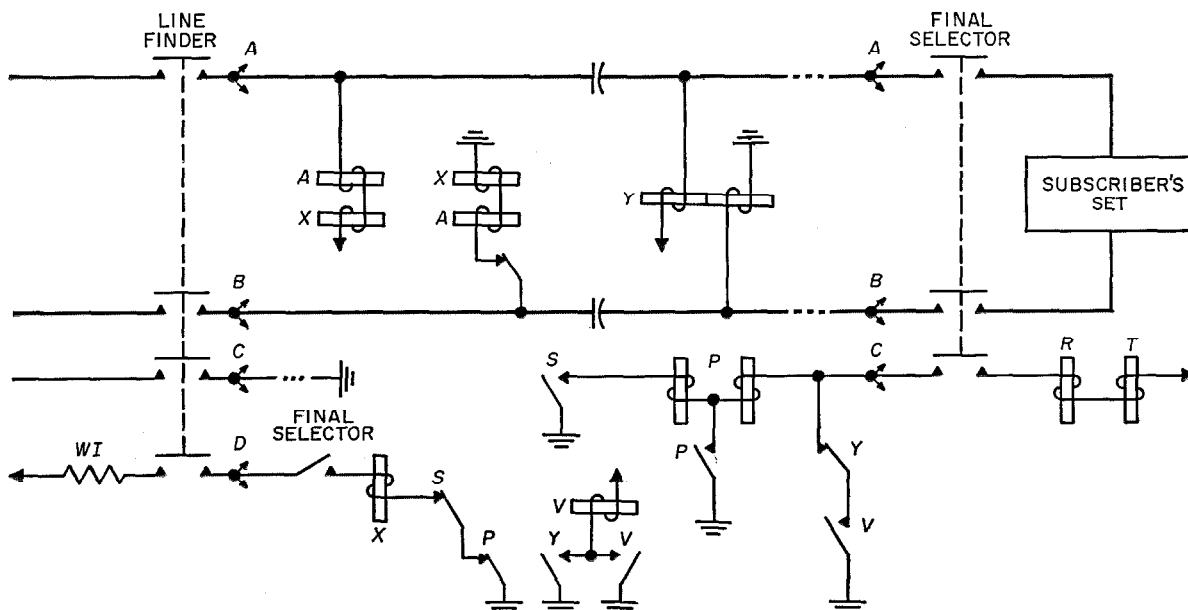 LINE
FINDER
A
A
FINAL
SELECTOR
A
X
X
A
Y
SUBSCRIBER'S
SET
B
B
C
S
P
C
R
T
FINAL
SELECTOR
WI
D
P
Y
S
V
V
X
P
Y
V